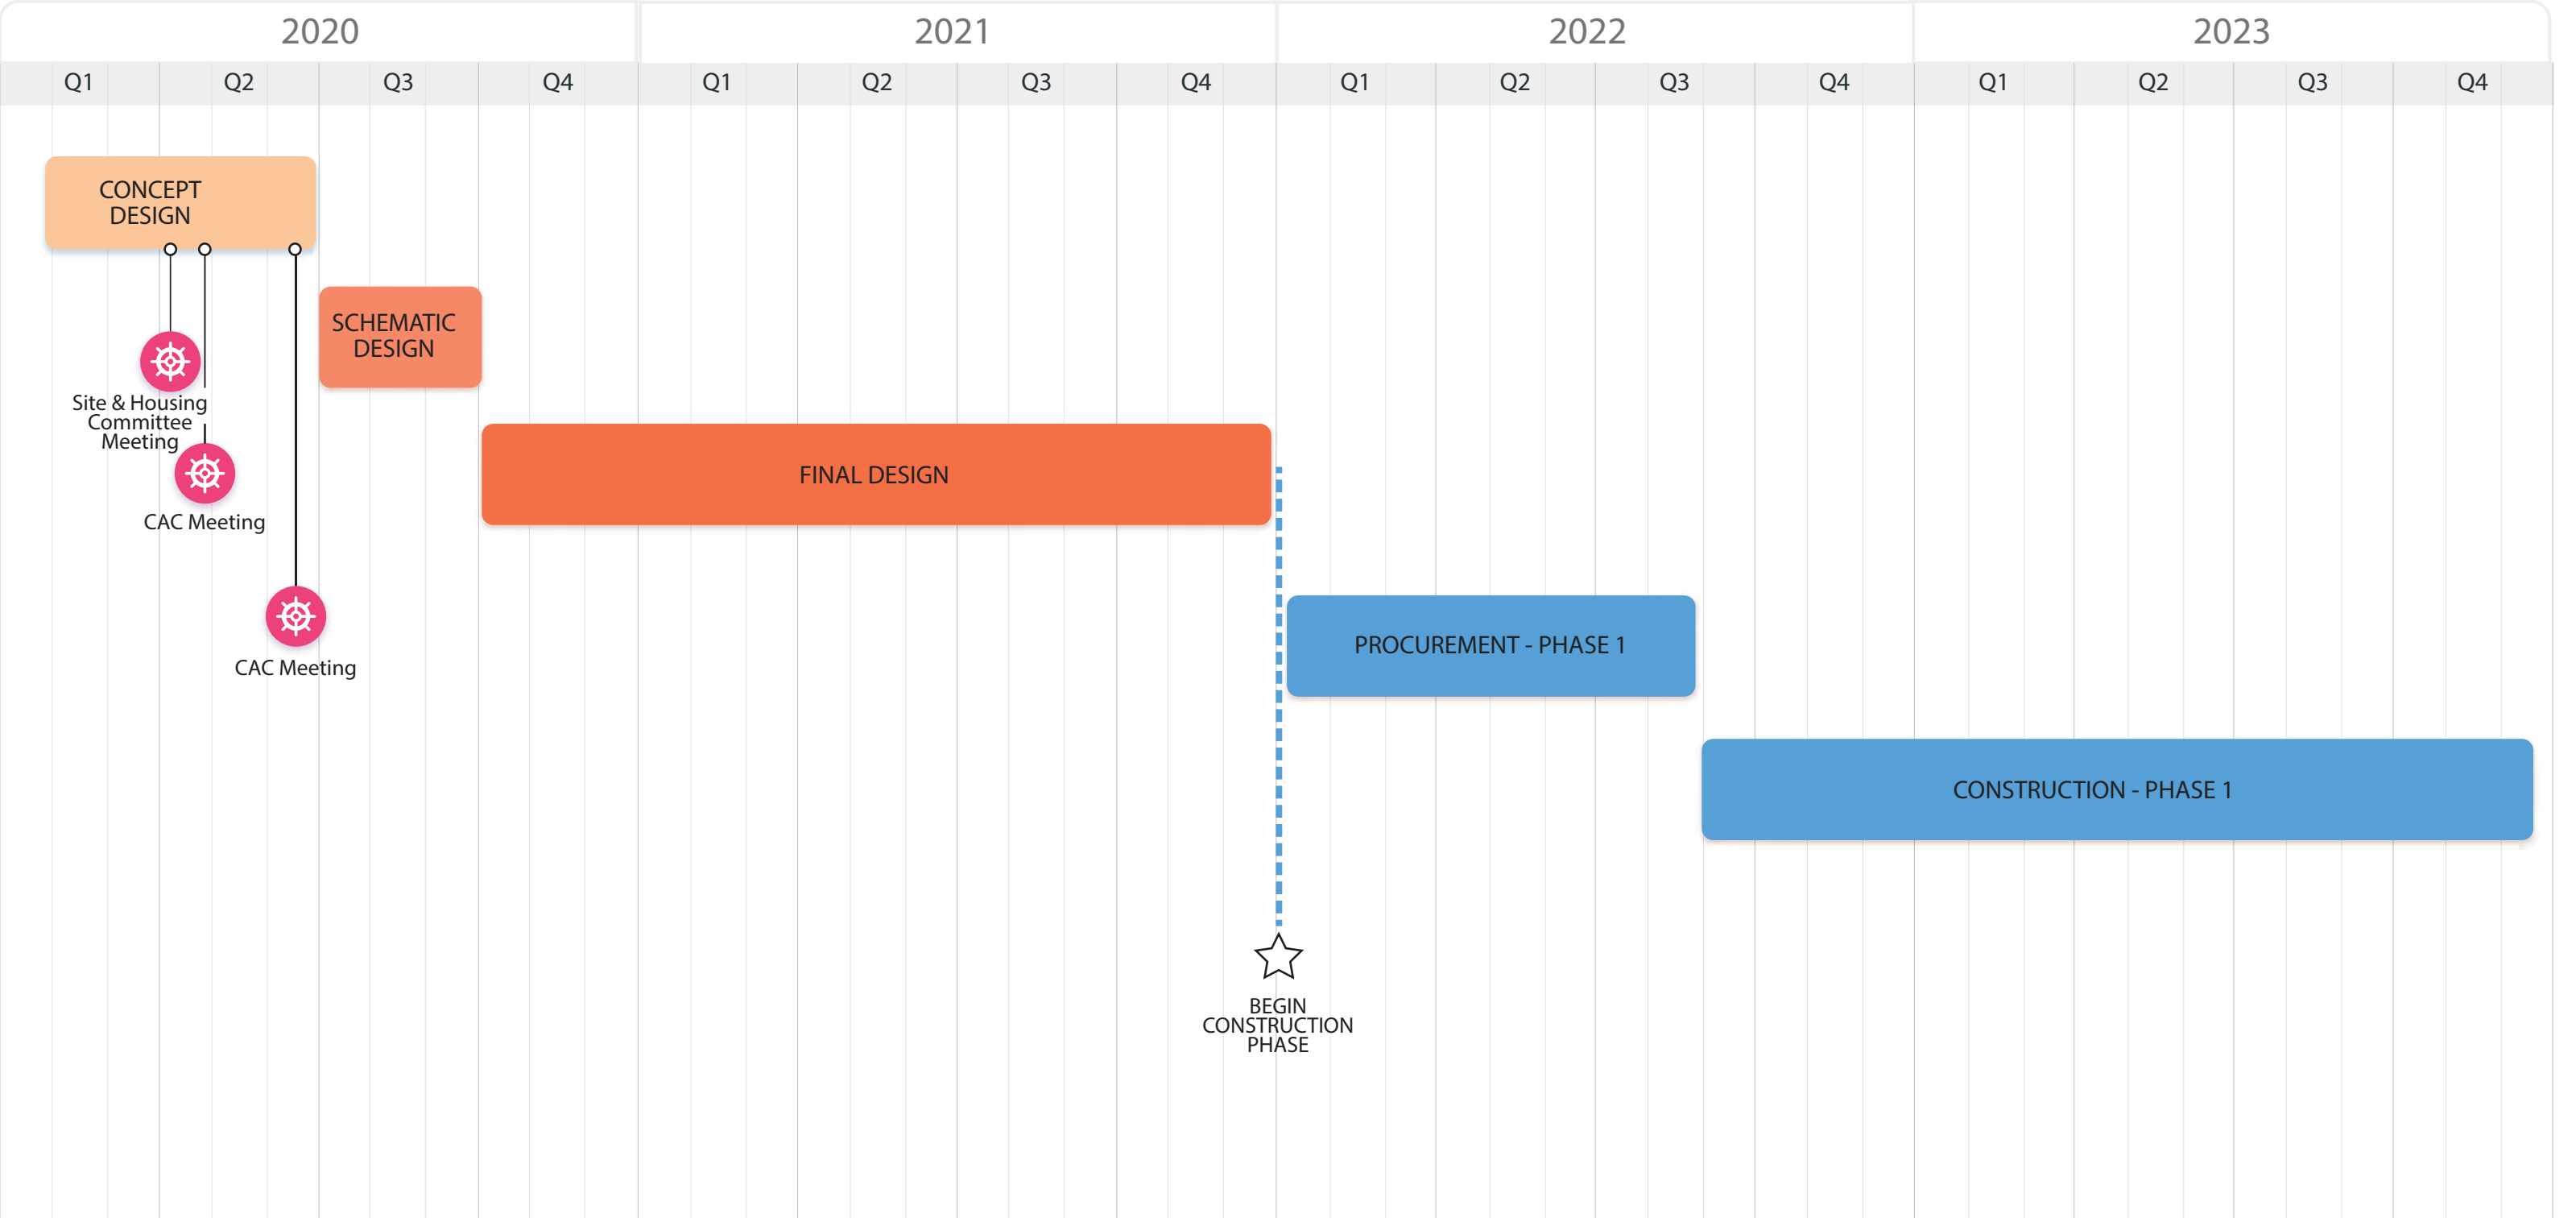 2020
2021
2022
2023
Q1
Q2
Q3
Q4
Q1
Q2
Q3
Q4
Q1
Q2
Q3
Q4
Q1
Q2
Q3
Q4
CONCEPT
DESIGN
SCHEMATIC
DESIGN
Site & Housing
Committee
Meeting
FINAL DESIGN
CAC Meeting
PROCUREMENT - PHASE 1
CAC Meeting
CONSTRUCTION - PHASE 1
BEGIN
CONSTRUCTION
PHASE